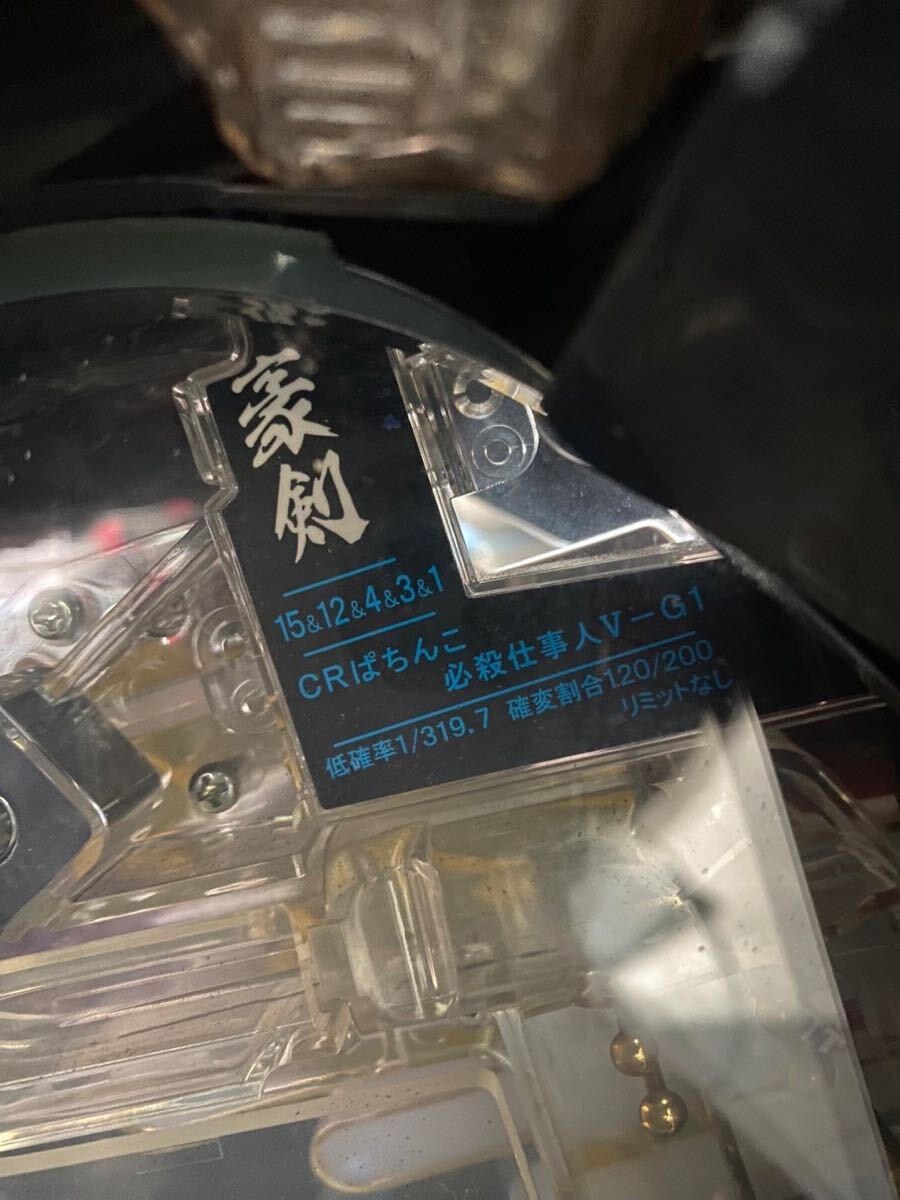 豪剣
15&12&4&3&1
CRぱちんこ
必殺仕事人V-G1
低確率1/319.7 確変割合120/200
リミットなし